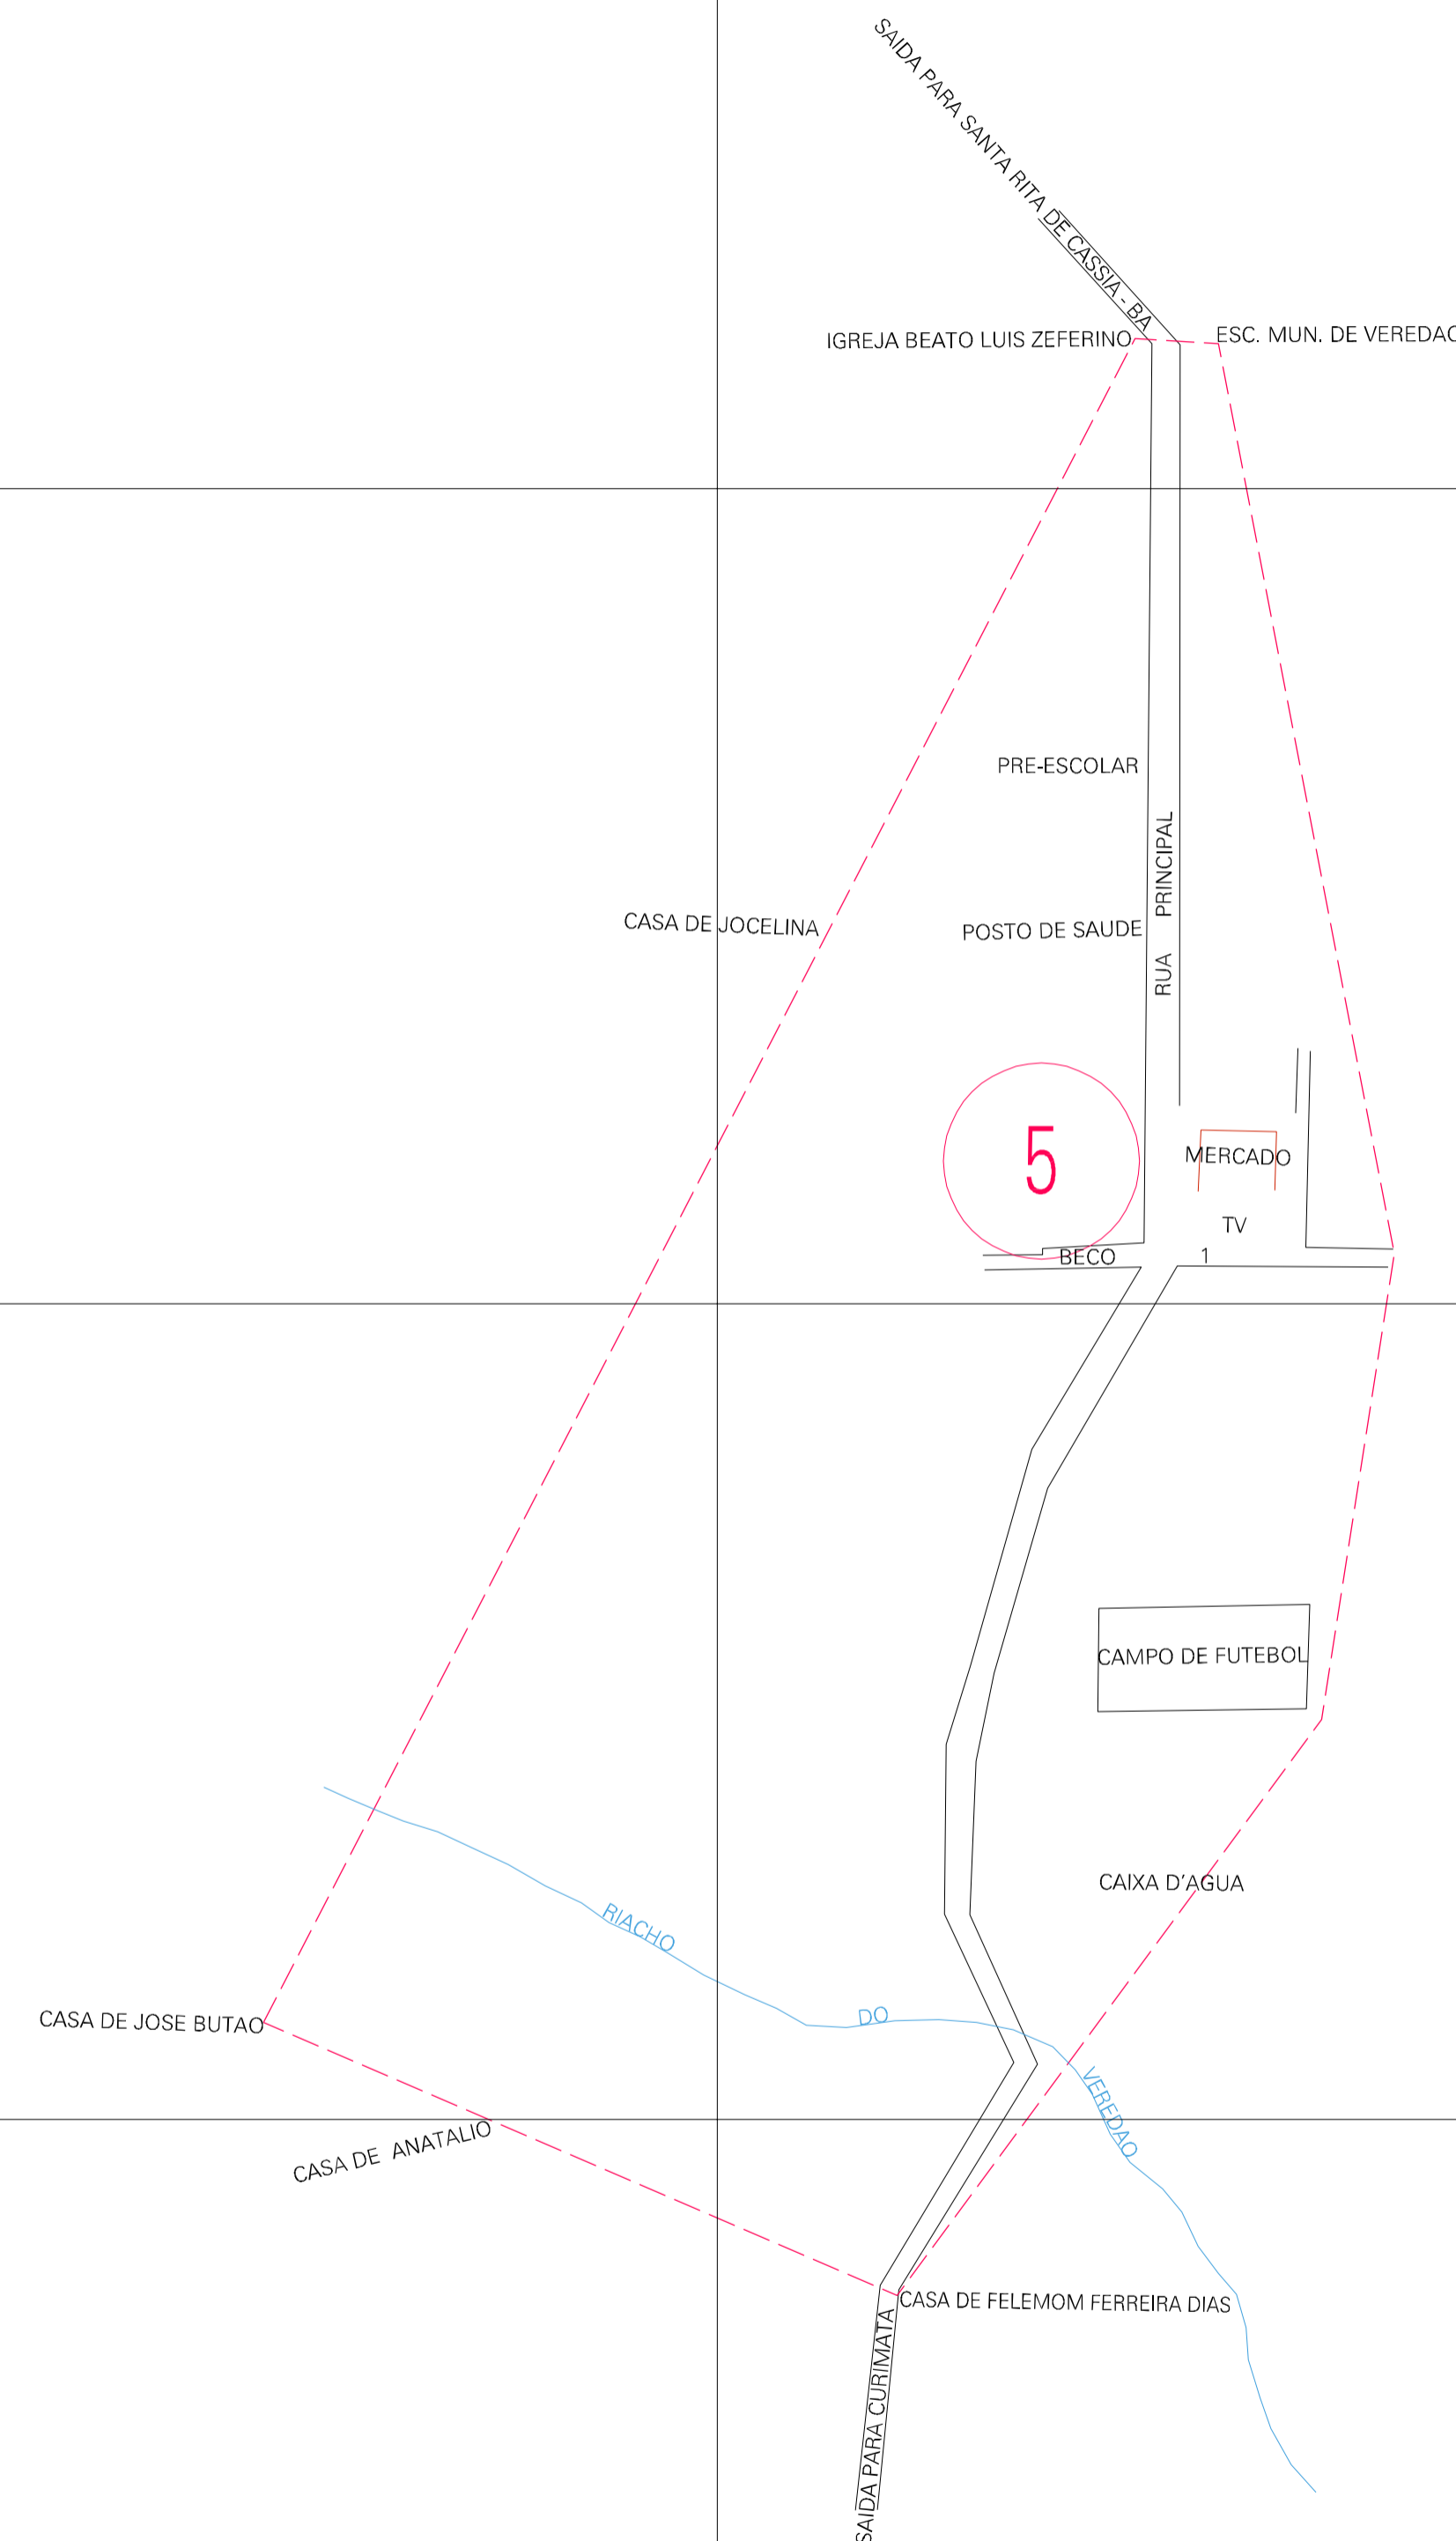 SAIDA PARA SANTA RITA DE CASSIA - BA
IGREJA BEATO LUIS ZEFERINO
ESC. MUN. DE VEREDAO
PRE-ESCOLAR
RUA PRINCIPAL
CASA DE JOCELINA
POSTO DE SAUDE
5
MERCADO
TV
BECO
1
CAMPO DE FUTEBOL
CAIXA D'AGUA
RIACHO DO VEREDAO
CASA DE JOSE BUTAO
CASA DE ANATALIO
CASA DE FELEMOM FERREIRA DIAS
SAIDA PARA CURIMATA